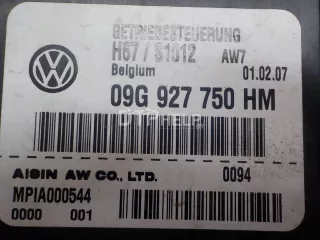 GETRIEBESTEUERUNG
H67 / S1012 AW7
Belgium 01.02.07
09G 927 750 HM
AISIN AW CO., LTD. 0094
MPIA000544
0000 001